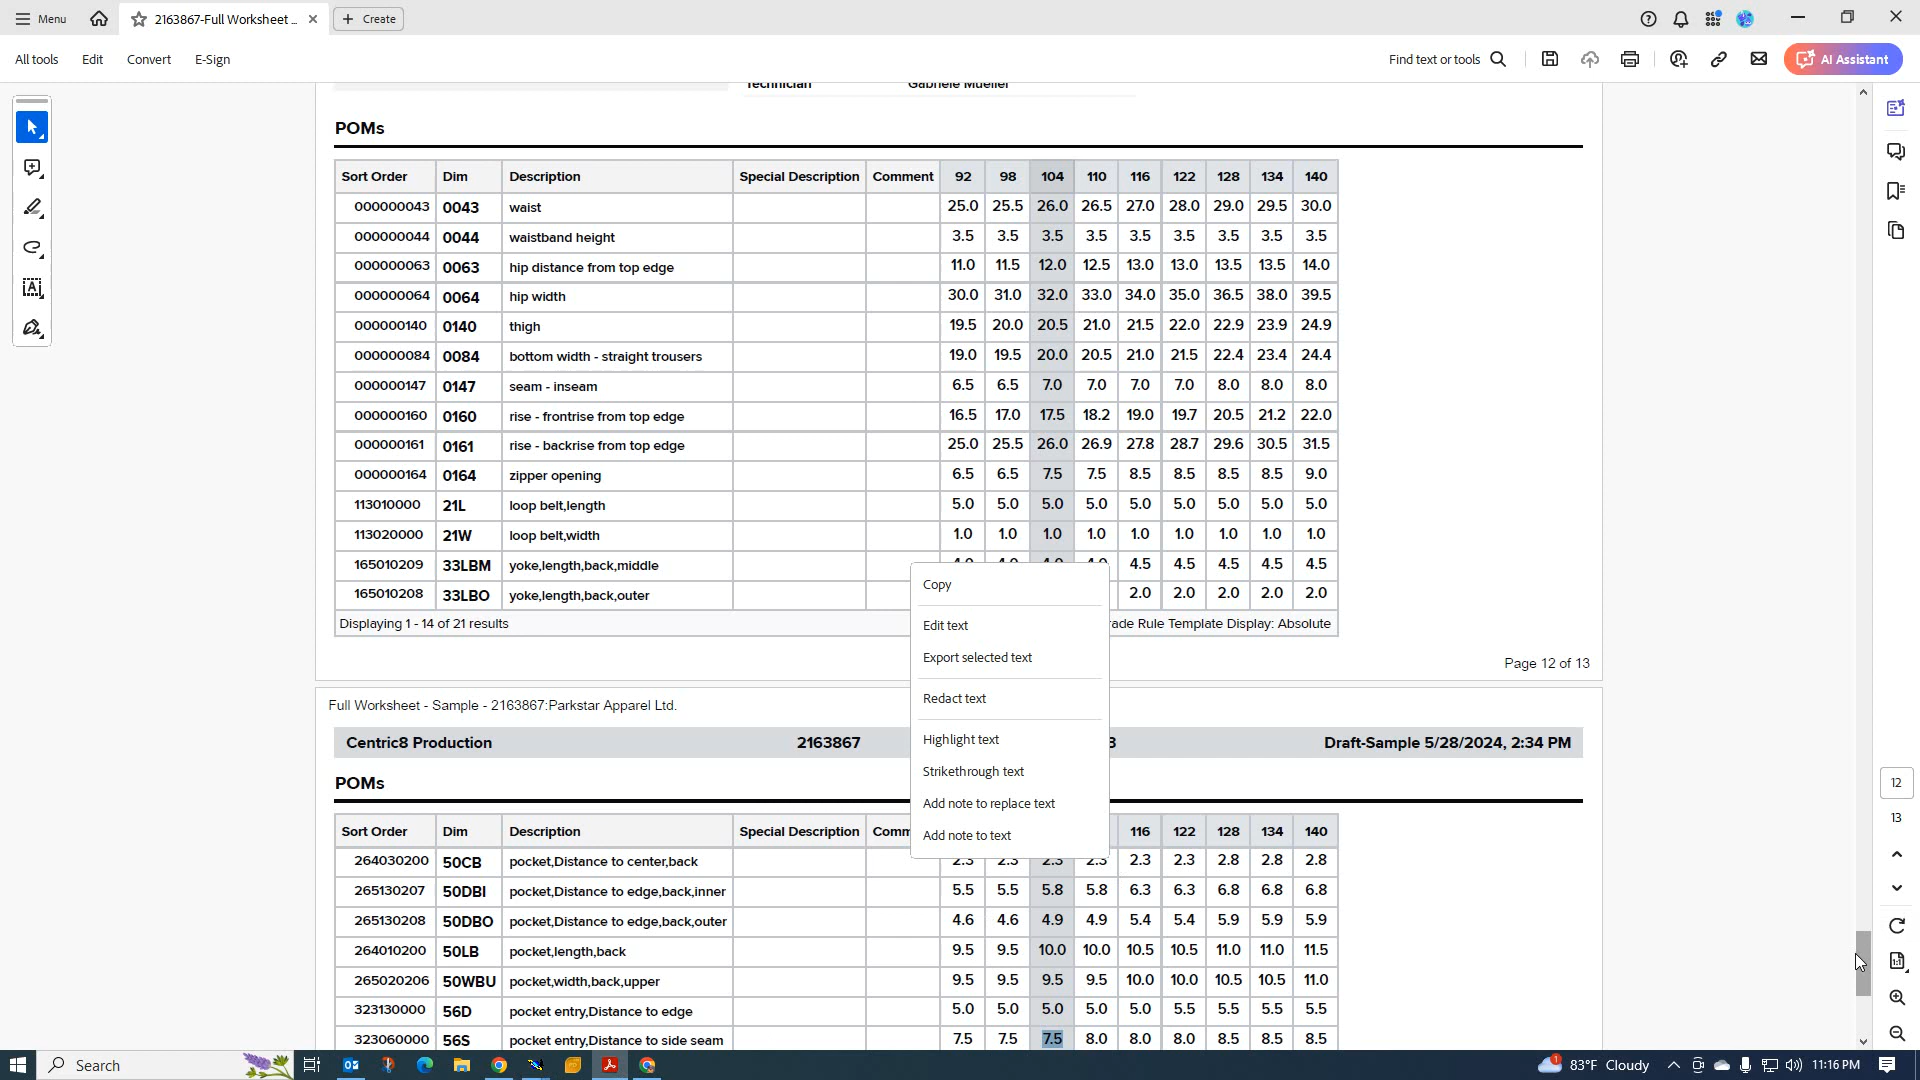 Menu
2163867-Full Worksheet ...
Create
All tools Edit Convert E-Sign
Find text or tools
AI Assistant
Technician Gabriele Mueller
POMs
Sort Order Dim Description Special Description Comment 92 98 104 110 116 122 128 134 140
000000043 0043 waist 25.0 25.5 26.0 26.5 27.0 28.0 29.0 29.5 30.0
000000044 0044 waistband height 3.5 3.5 3.5 3.5 3.5 3.5 3.5 3.5 3.5
000000063 0063 hip distance from top edge 11.0 11.5 12.0 12.5 13.0 13.0 13.5 13.5 14.0
000000064 0064 hip width 30.0 31.0 32.0 33.0 34.0 35.0 36.5 38.0 39.5
000000140 0140 thigh 19.5 20.0 20.5 21.0 21.5 22.0 22.9 23.9 24.9
000000084 0084 bottom width - straight trousers 19.0 19.5 20.0 20.5 21.0 21.5 22.4 23.4 24.4
000000147 0147 seam - inseam 6.5 6.5 7.0 7.0 7.0 7.0 8.0 8.0 8.0
000000160 0160 rise - frontrise from top edge 16.5 17.0 17.5 18.2 19.0 19.7 20.5 21.2 22.0
000000161 0161 rise - backrise from top edge 25.0 25.5 26.0 26.9 27.8 28.7 29.6 30.5 31.5
000000164 0164 zipper opening 6.5 6.5 7.5 7.5 8.5 8.5 8.5 8.5 9.0
113010000 21L loop belt,length 5.0 5.0 5.0 5.0 5.0 5.0 5.0 5.0 5.0
113020000 21W loop belt,width 1.0 1.0 1.0 1.0 1.0 1.0 1.0 1.0 1.0
165010209 33LBM yoke,length,back,middle 4.5 4.5 4.5 4.5 4.5
165010208 33LBO yoke,length,back,outer 2.0 2.0 2.0 2.0 2.0
Displaying 1 - 14 of 21 results rade Rule Template Display: Absolute
Page 12 of 13
Copy
Edit text
Export selected text
Redact text
Highlight text
Strikethrough text
Add note to replace text
Add note to text
Full Worksheet - Sample - 2163867:Parkstar Apparel Ltd.
Centric8 Production 2163867 3 Draft-Sample 5/28/2024, 2:34 PM
POMs
Sort Order Dim Description Special Description Comm 116 122 128 134 140
264030200 50CB pocket,Distance to center,back 2.3 2.3 2.3 2.3 2.3 2.3 2.8 2.8 2.8
265130207 50DBI pocket,Distance to edge,back,inner 5.5 5.5 5.8 5.8 6.3 6.3 6.8 6.8 6.8
265130208 50DBO pocket,Distance to edge,back,outer 4.6 4.6 4.9 4.9 5.4 5.4 5.9 5.9 5.9
264010200 50LB pocket,length,back 9.5 9.5 10.0 10.0 10.5 10.5 11.0 11.0 11.5
265020206 50WBU pocket,width,back,upper 9.5 9.5 9.5 9.5 10.0 10.0 10.5 10.5 11.0
323130000 56D pocket entry,Distance to edge 5.0 5.0 5.0 5.0 5.0 5.5 5.5 5.5 5.5
323060000 56S pocket entry,Distance to side seam 7.5 7.5 7.5 8.0 8.0 8.0 8.5 8.5 8.5
12
13
Search
83°F Cloudy
11:16 PM